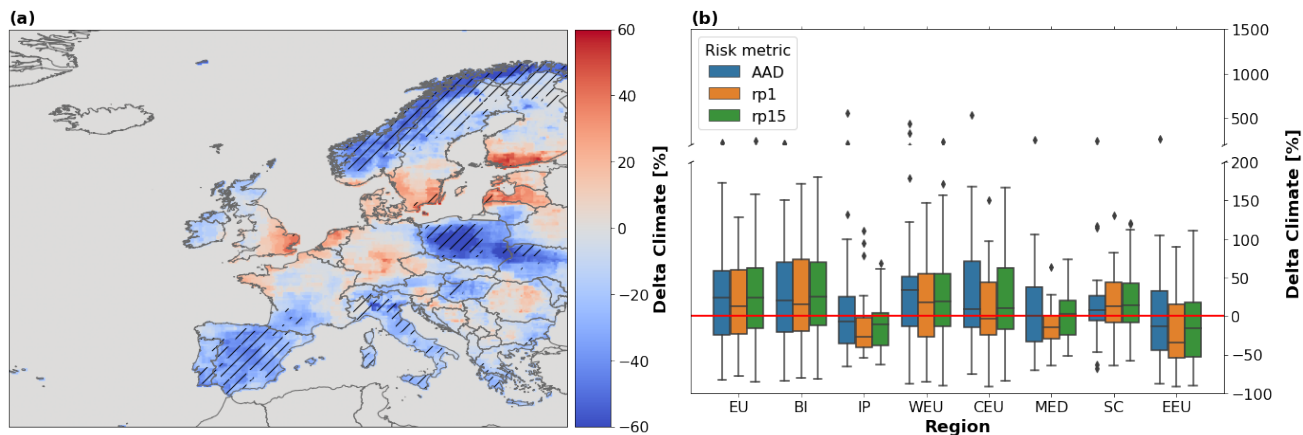 (a)
60
40
20
0
−20
−40
−60
Delta Climate [%]
(b)
Risk metric
AAD
rp1
rp15
1500
1000
500
200
150
100
50
0
−50
−100
Delta Climate [%]
EU BI IP WEU CEU MED SC EEU
Region